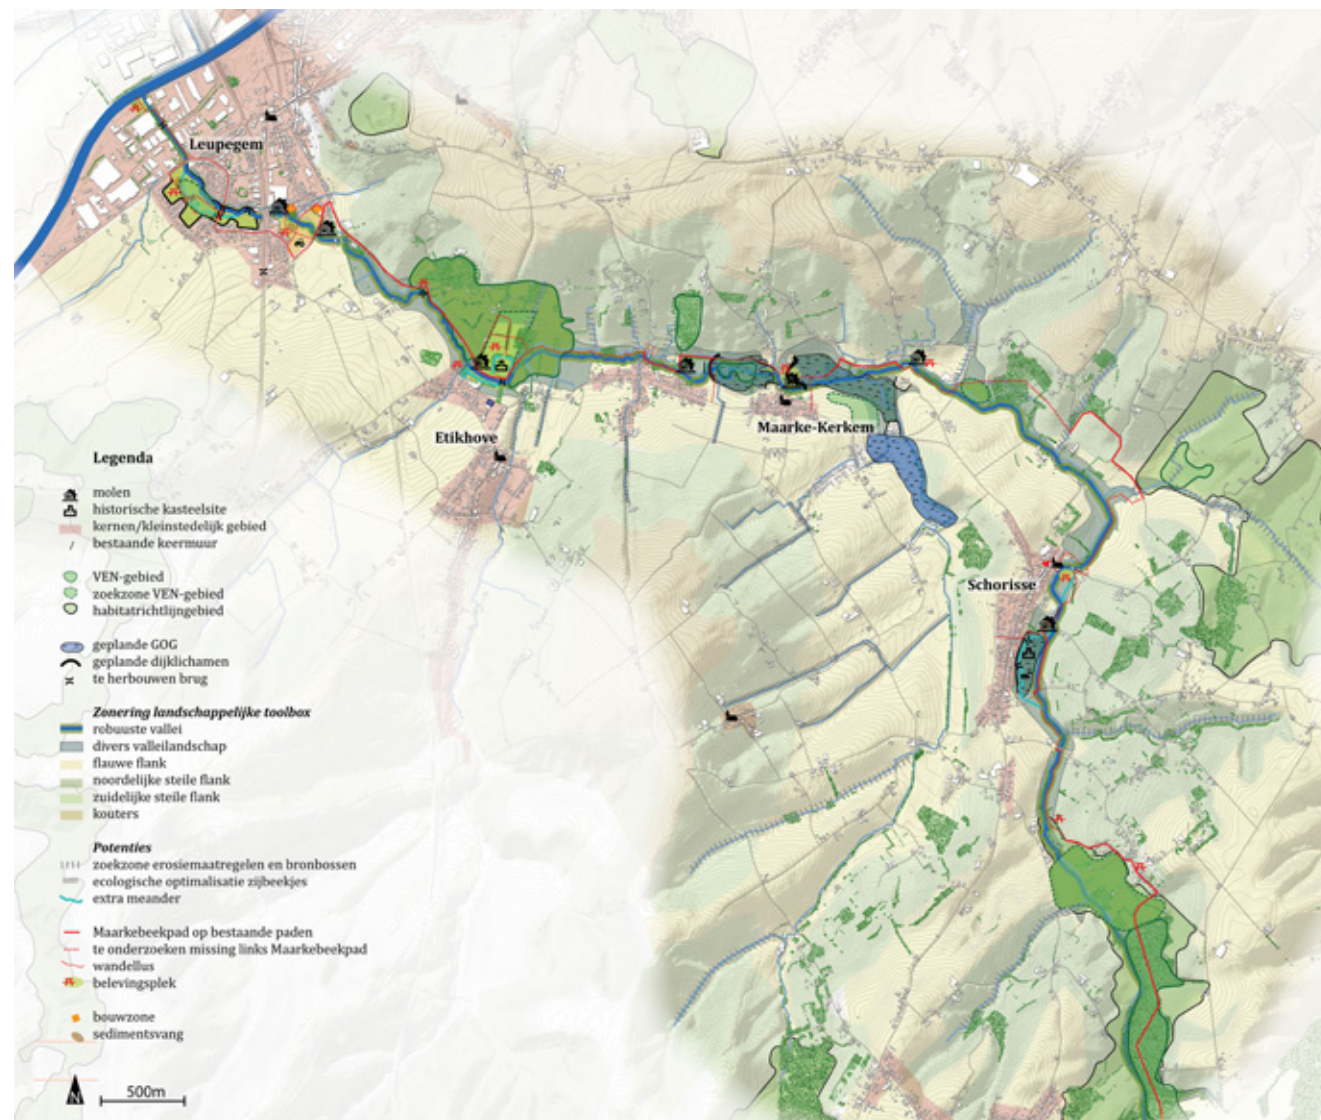 Leupegem
Etikhove
Maarke-Kerkem
Schorisse
Legenda
molen
historische kasteelsite
kernen/kleinstedelijk gebied
bestaande keermuur
VEN-gebied
zoekzone VEN-gebied
habitatrichtlijngebied
geplande GOG
geplande dijklichamen
te herbouwen brug
Zonering landschappelijke toolbox
robuuste vallei
divers valleilandschap
flauwe flank
noordelijke steile flank
zuidelijke steile flank
kouters
Potenties
zoekzone erosiemaatregelen en bronbossen
ecologische optimalisatie zijbeekjes
extra meander
Maarkebeekpad op bestaande paden
te onderzoeken missing links Maarkebeekpad
wandellus
belevingsplek
bouwzone
sedimentsvang
N
500m